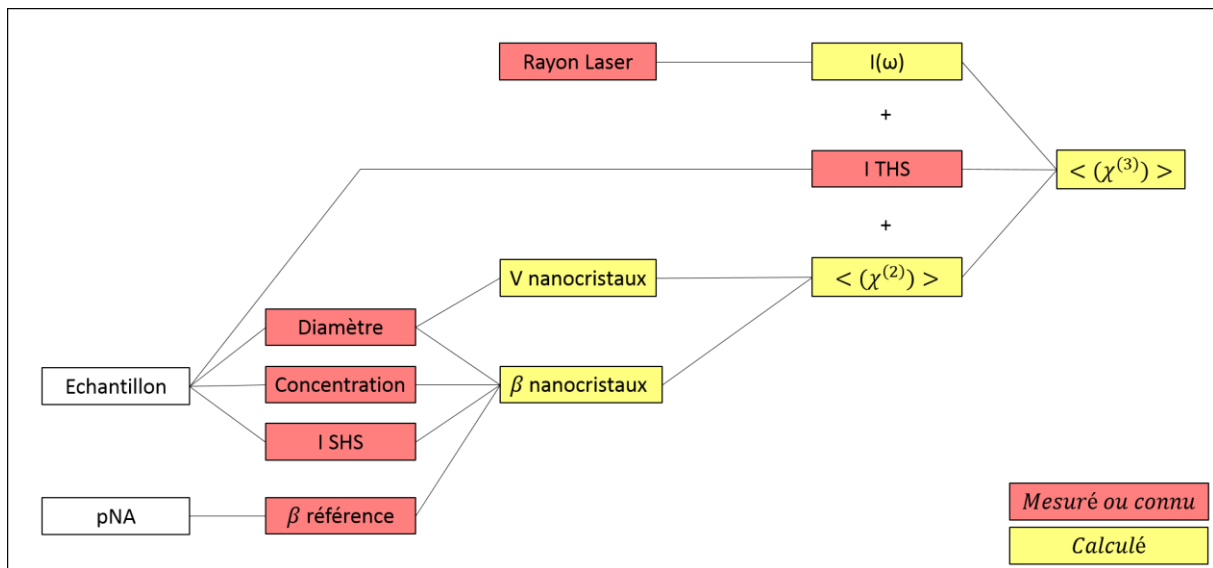 Rayon Laser
I(ω)
+
I THS
< (χ⁽³⁾) >
+
V nanocristaux
< (χ⁽²⁾) >
Diamètre
Echantillon
Concentration
β nanocristaux
I SHS
pNA
β référence
Mesuré ou connu
Calculé